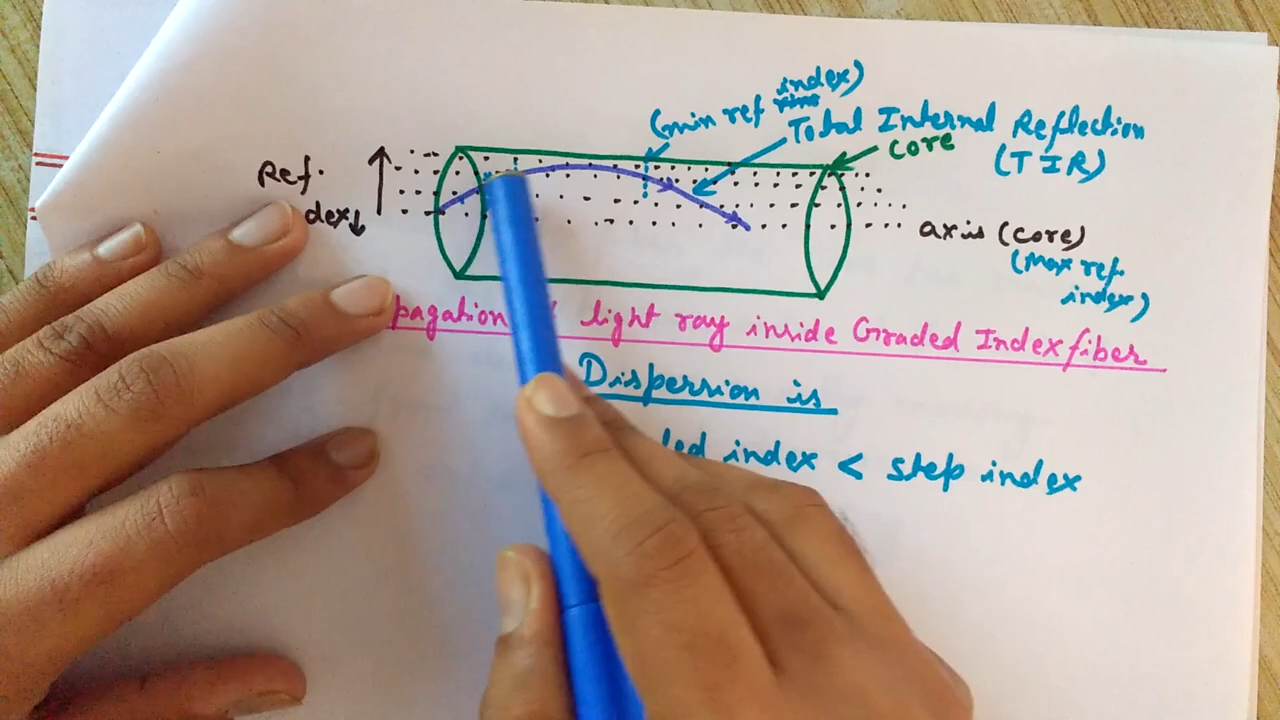 (min ref index)
Total Internal Reflection
(TIR)
core
Ref.
dex↓
axis (core)
(Max ref.
index)
pagation light ray inside Graded Index fiber
Dispersion is
ded index < step index